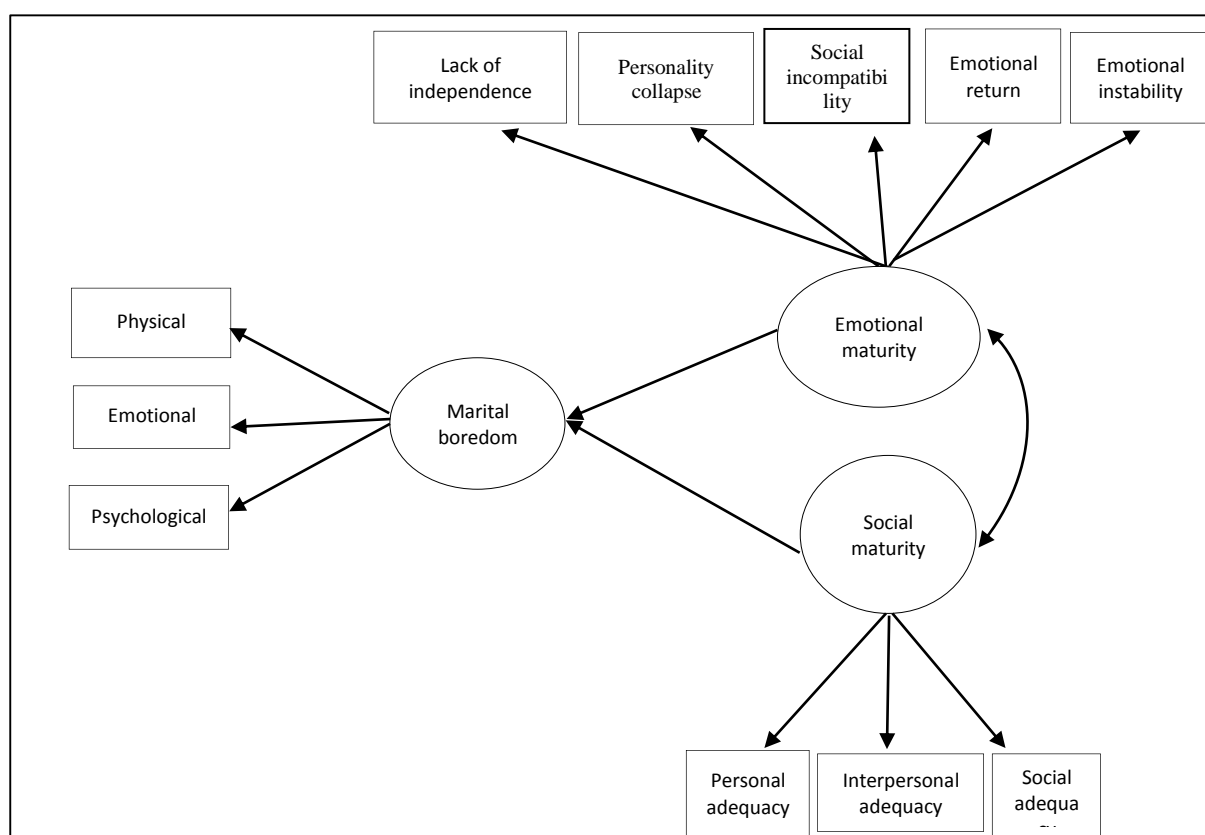 Lack of
independence
Personality
collapse
Social
incompatibi
lity
Emotional
return
Emotional
instability
Physical
Emotional
Psychological
Marital
boredom
Emotional
maturity
Social
maturity
Personal
adequacy
Interpersonal
adequacy
Social
adequa